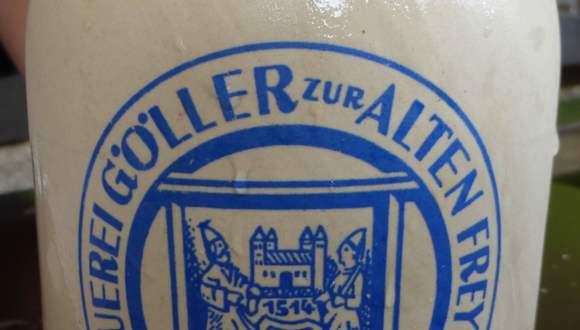 UEREI GÖLLER ZUR ALTEN FREY
1514